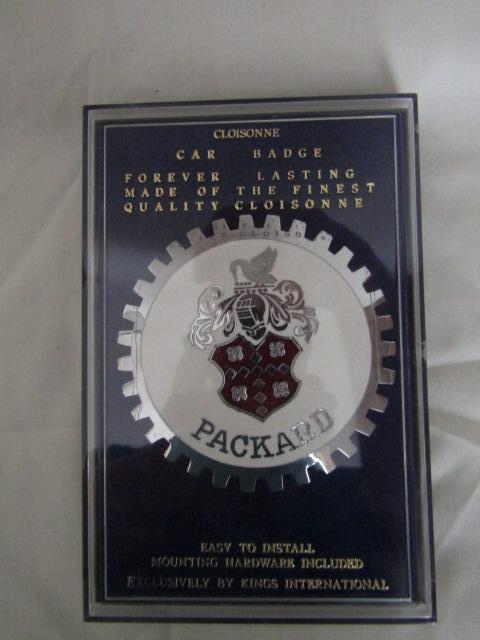 CLOISONNE
CAR BADGE
FOREVER LASTING
MADE OF THE FINEST
QUALITY CLOISONNE
PACKARD
EASY TO INSTALL
MOUNTING HARDWARE INCLUDED
EXCLUSIVELY BY KINGS INTERNATIONAL